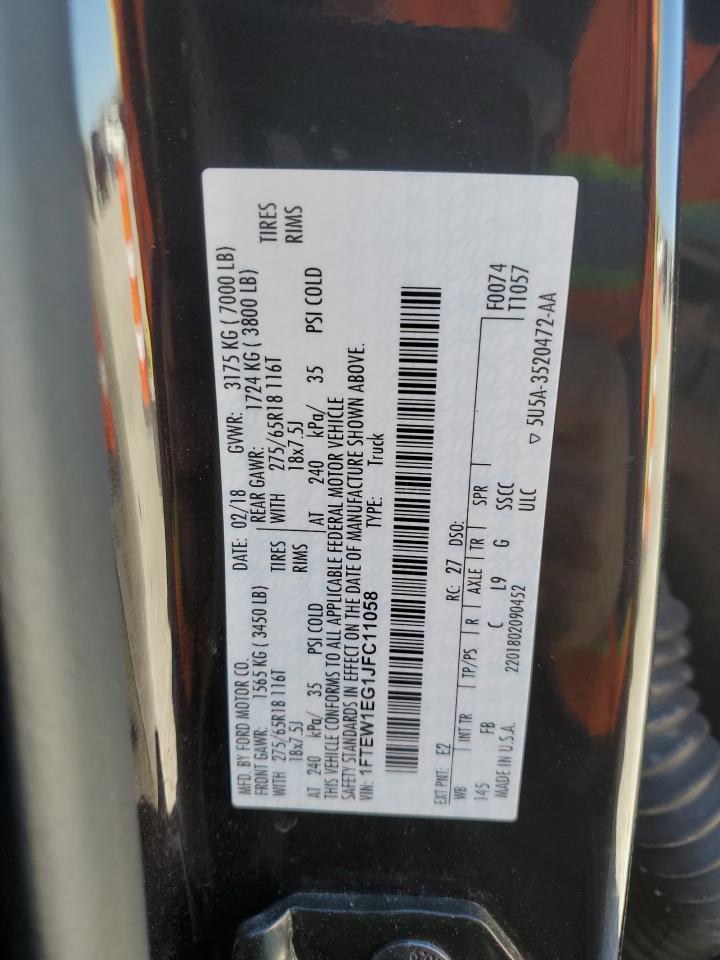 MFD. BY FORD MOTOR CO.
DATE: 02/18 GVWR: 3175 KG ( 7000 LB)
FRONT GAWR: 1565 KG ( 3450 LB) REAR GAWR: 1724 KG ( 3800 LB)
WITH 275/65R18 116T TIRES WITH 275/65R18 116T TIRES
18x7.5J RIMS 18x7.5J RIMS
AT 240 kPa/ 35 PSI COLD AT 240 kPa/ 35 PSI COLD
THIS VEHICLE CONFORMS TO ALL APPLICABLE FEDERAL MOTOR VEHICLE
SAFETY STANDARDS IN EFFECT ON THE DATE OF MANUFACTURE SHOWN ABOVE.
VIN: 1FTEW1EG1JFC11058 TYPE: Truck
EXT PNT: E2 RC: 27 DSO:
WB INT TR TP/PS R AXLE TR SPR F0074
145 FB C L9 G SSCC T1057
MADE IN U.S.A. 2201802090452 ULC
▽ 5U5A-3520472-AA